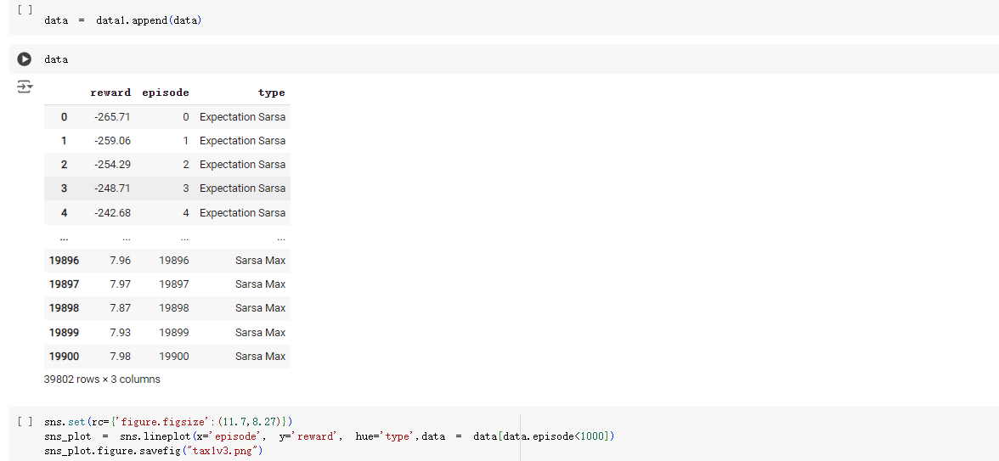 [ ]
data = data1.append(data)
data
reward episode type
0 -265.71 0 Expectation Sarsa
1 -259.06 1 Expectation Sarsa
2 -254.29 2 Expectation Sarsa
3 -248.71 3 Expectation Sarsa
4 -242.68 4 Expectation Sarsa
... ... ... ...
19896 7.96 19896 Sarsa Max
19897 7.97 19897 Sarsa Max
19898 7.87 19898 Sarsa Max
19899 7.93 19899 Sarsa Max
19900 7.98 19900 Sarsa Max
39802 rows × 3 columns
[ ] sns.set(rc={'figure.figsize':(11.7,8.27)})
sns_plot = sns.lineplot(x='episode', y='reward', hue='type',data = data[data.episode<1000])
sns_plot.figure.savefig("tax1v3.png")